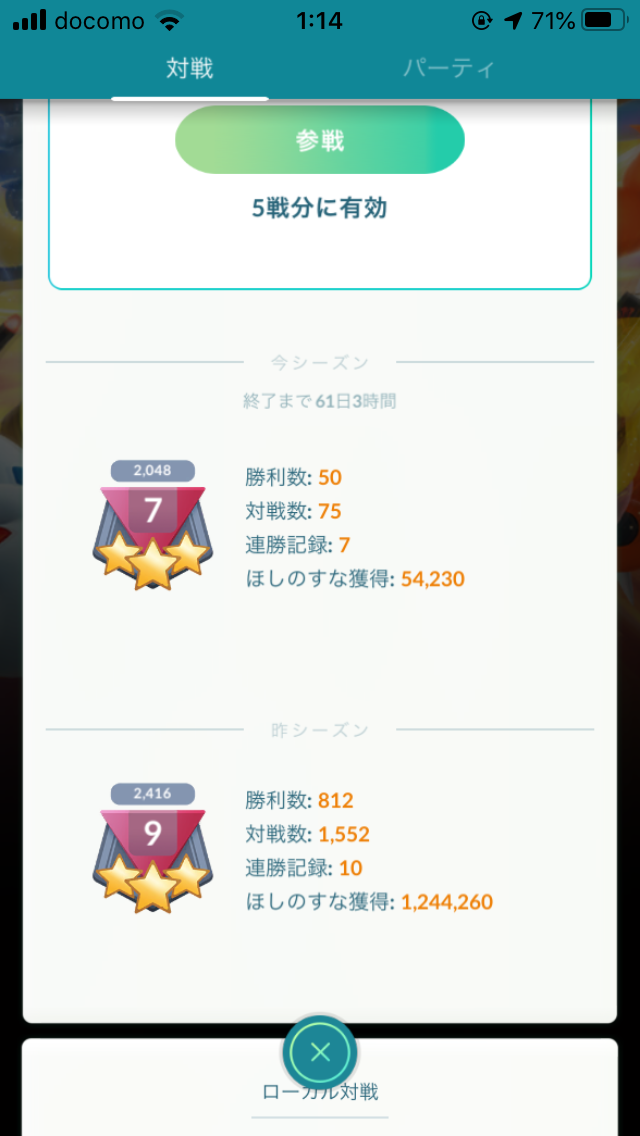 docomo 1:14 71%
対戦 パーティ
参戦
5戦分に有効
今シーズン
終了まで61日3時間
2,048
7
勝利数: 50
対戦数: 75
連勝記録: 7
ほしのすな獲得: 54,230
昨シーズン
2,416
9
勝利数: 812
対戦数: 1,552
連勝記録: 10
ほしのすな獲得: 1,244,260
ローカル対戦